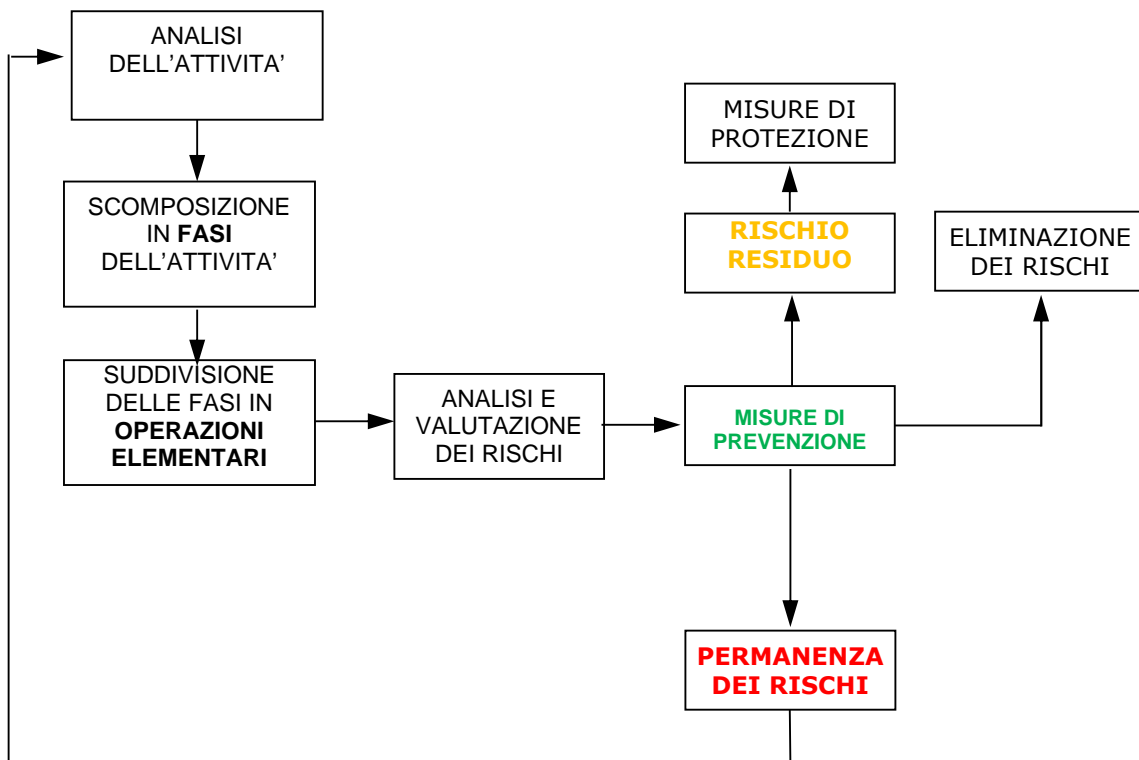 ANALISI
DELL'ATTIVITA'
SCOMPOSIZIONE
IN FASI
DELL'ATTIVITA'
SUDDIVISIONE
DELLE FASI IN
OPERAZIONI
ELEMENTARI
ANALISI E
VALUTAZIONE
DEI RISCHI
MISURE DI
PROTEZIONE
RISCHIO
RESIDUO
MISURE DI
PREVENZIONE
ELIMINAZIONE
DEI RISCHI
PERMANENZA
DEI RISCHI